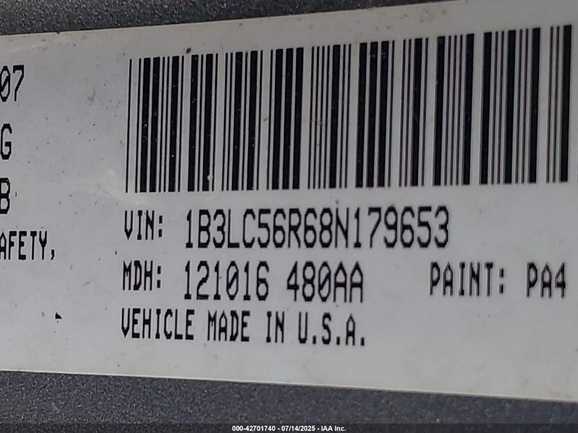 07
G
B
AFETY,
VIN: 1B3LC56R68N179653
MDH: 121016 480AA PAINT: PA4
VEHICLE MADE IN U.S.A.
000-42701740 - 07/14/2025 - IAA Inc.